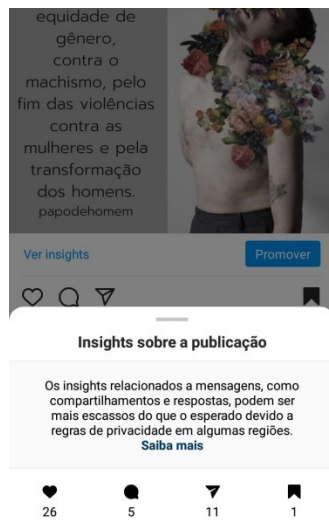 equidade de
gênero,
contra o
machismo, pelo
fim das violências
contra as
mulheres e pela
transformação
dos homens.
papodehomem
Ver insights
Promover
Insights sobre a publicação
Os insights relacionados a mensagens, como
compartilhamentos e respostas, podem ser
mais escassos do que o esperado devido a
regras de privacidade em algumas regiões.
Saiba mais
26 5 11 1